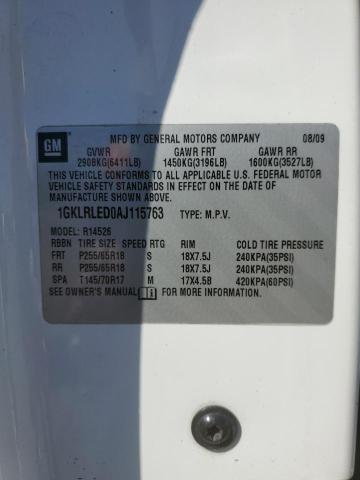 GM
MFD BY GENERAL MOTORS COMPANY 08/09
GVWR GAWR FRT GAWR RR
2908KG(6411LB) 1450KG(3196LB) 1600KG(3527LB)
THIS VEHICLE CONFORMS TO ALL APPLICABLE U.S. FEDERAL MOTOR
VEHICLE SAFETY STANDARDS IN EFFECT ON THE DATE OF
MANUFACTURE SHOWN ABOVE.
1GKLRLED0AJ115763 TYPE: M.P.V.
MODEL: R14526
RBBN TIRE SIZE SPEED RTG RIM COLD TIRE PRESSURE
FRT P255/65R18 S 18X7.5J 240KPA(35PSI)
RR P255/65R18 S 18X7.5J 240KPA(35PSI)
SPA T145/70R17 M 17X4.5B 420KPA(60PSI)
SEE OWNER'S MANUAL FOR MORE INFORMATION.